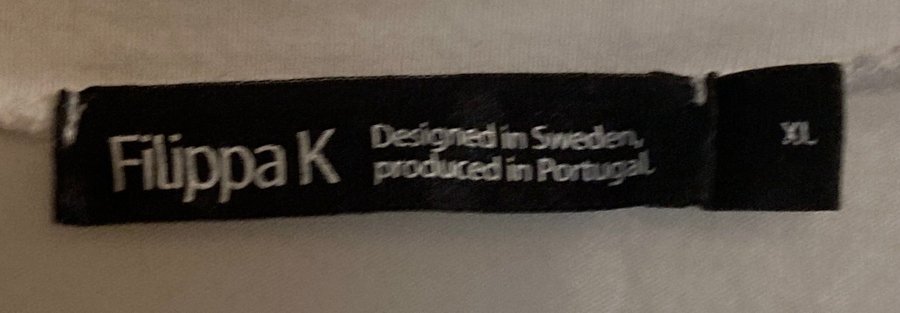 Filippa K
Designed in Sweden,
produced in Portugal.
XL